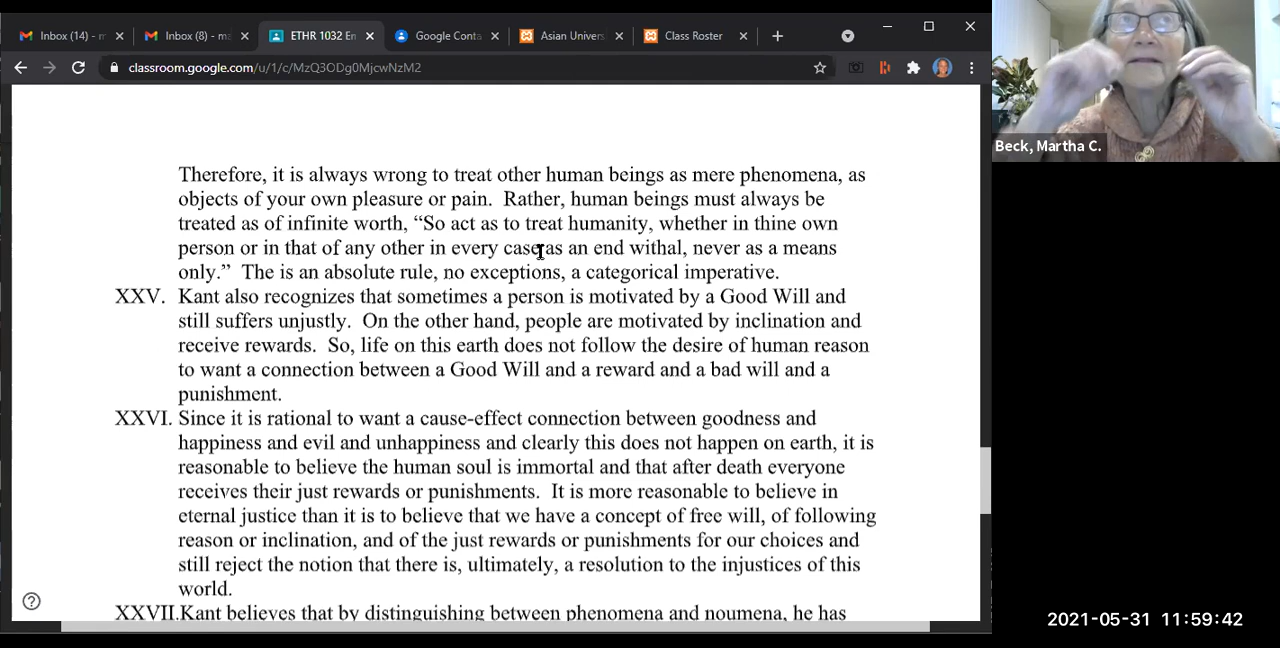 Inbox (14) - m
Inbox (8) - ma
ETHR 1032 En
Google Conta
Asian Univers
Class Roster
classroom.google.com/u/1/c/MzQ3ODg0MjcwNzM2
Beck, Martha C.
Therefore, it is always wrong to treat other human beings as mere phenomena, as
objects of your own pleasure or pain. Rather, human beings must always be
treated as of infinite worth, “So act as to treat humanity, whether in thine own
person or in that of any other in every case as an end withal, never as a means
only.” The is an absolute rule, no exceptions, a categorical imperative.
XXV. Kant also recognizes that sometimes a person is motivated by a Good Will and
still suffers unjustly. On the other hand, people are motivated by inclination and
receive rewards. So, life on this earth does not follow the desire of human reason
to want a connection between a Good Will and a reward and a bad will and a
punishment.
XXVI. Since it is rational to want a cause-effect connection between goodness and
happiness and evil and unhappiness and clearly this does not happen on earth, it is
reasonable to believe the human soul is immortal and that after death everyone
receives their just rewards or punishments. It is more reasonable to believe in
eternal justice than it is to believe that we have a concept of free will, of following
reason or inclination, and of the just rewards or punishments for our choices and
still reject the notion that there is, ultimately, a resolution to the injustices of this
world.
XXVII.Kant believes that by distinguishing between phenomena and noumena, he has
2021-05-31 11:59:42